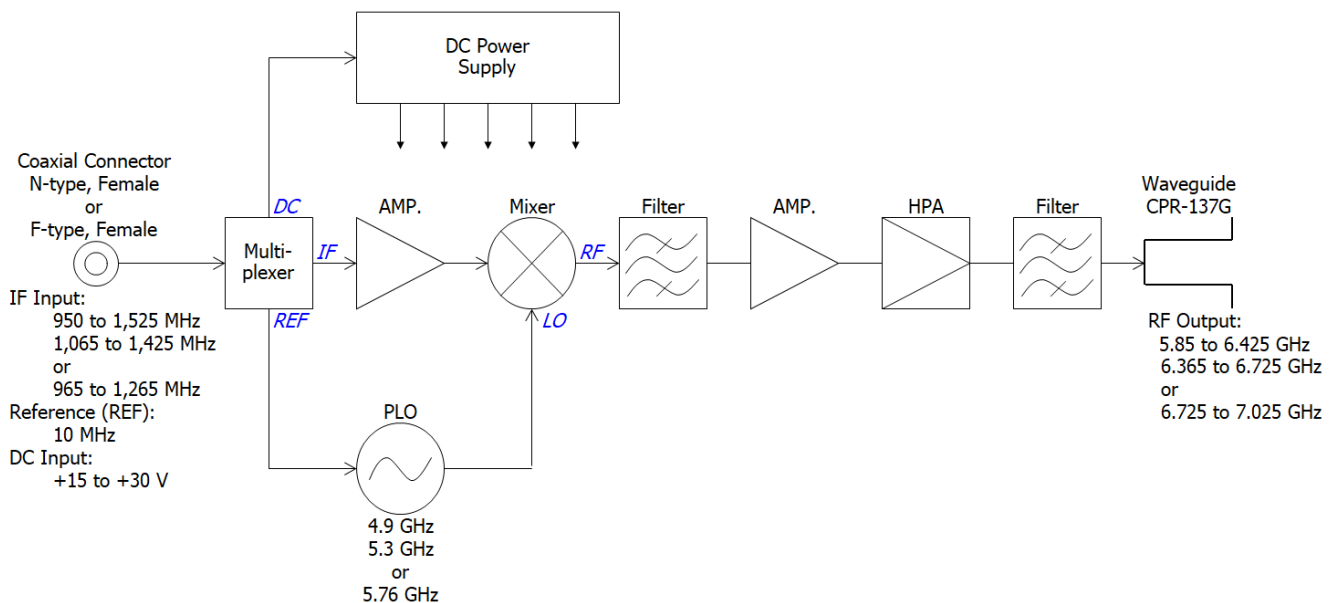 DC Power
Supply
Coaxial Connector
N-type, Female
or
F-type, Female
DC
Multi-
plexer
IF
REF
AMP.
Mixer
RF
LO
Filter
AMP.
HPA
Filter
Waveguide
CPR-137G
IF Input:
950 to 1,525 MHz
1,065 to 1,425 MHz
or
965 to 1,265 MHz
Reference (REF):
10 MHz
DC Input:
+15 to +30 V
PLO
4.9 GHz
5.3 GHz
or
5.76 GHz
RF Output:
5.85 to 6.425 GHz
6.365 to 6.725 GHz
or
6.725 to 7.025 GHz